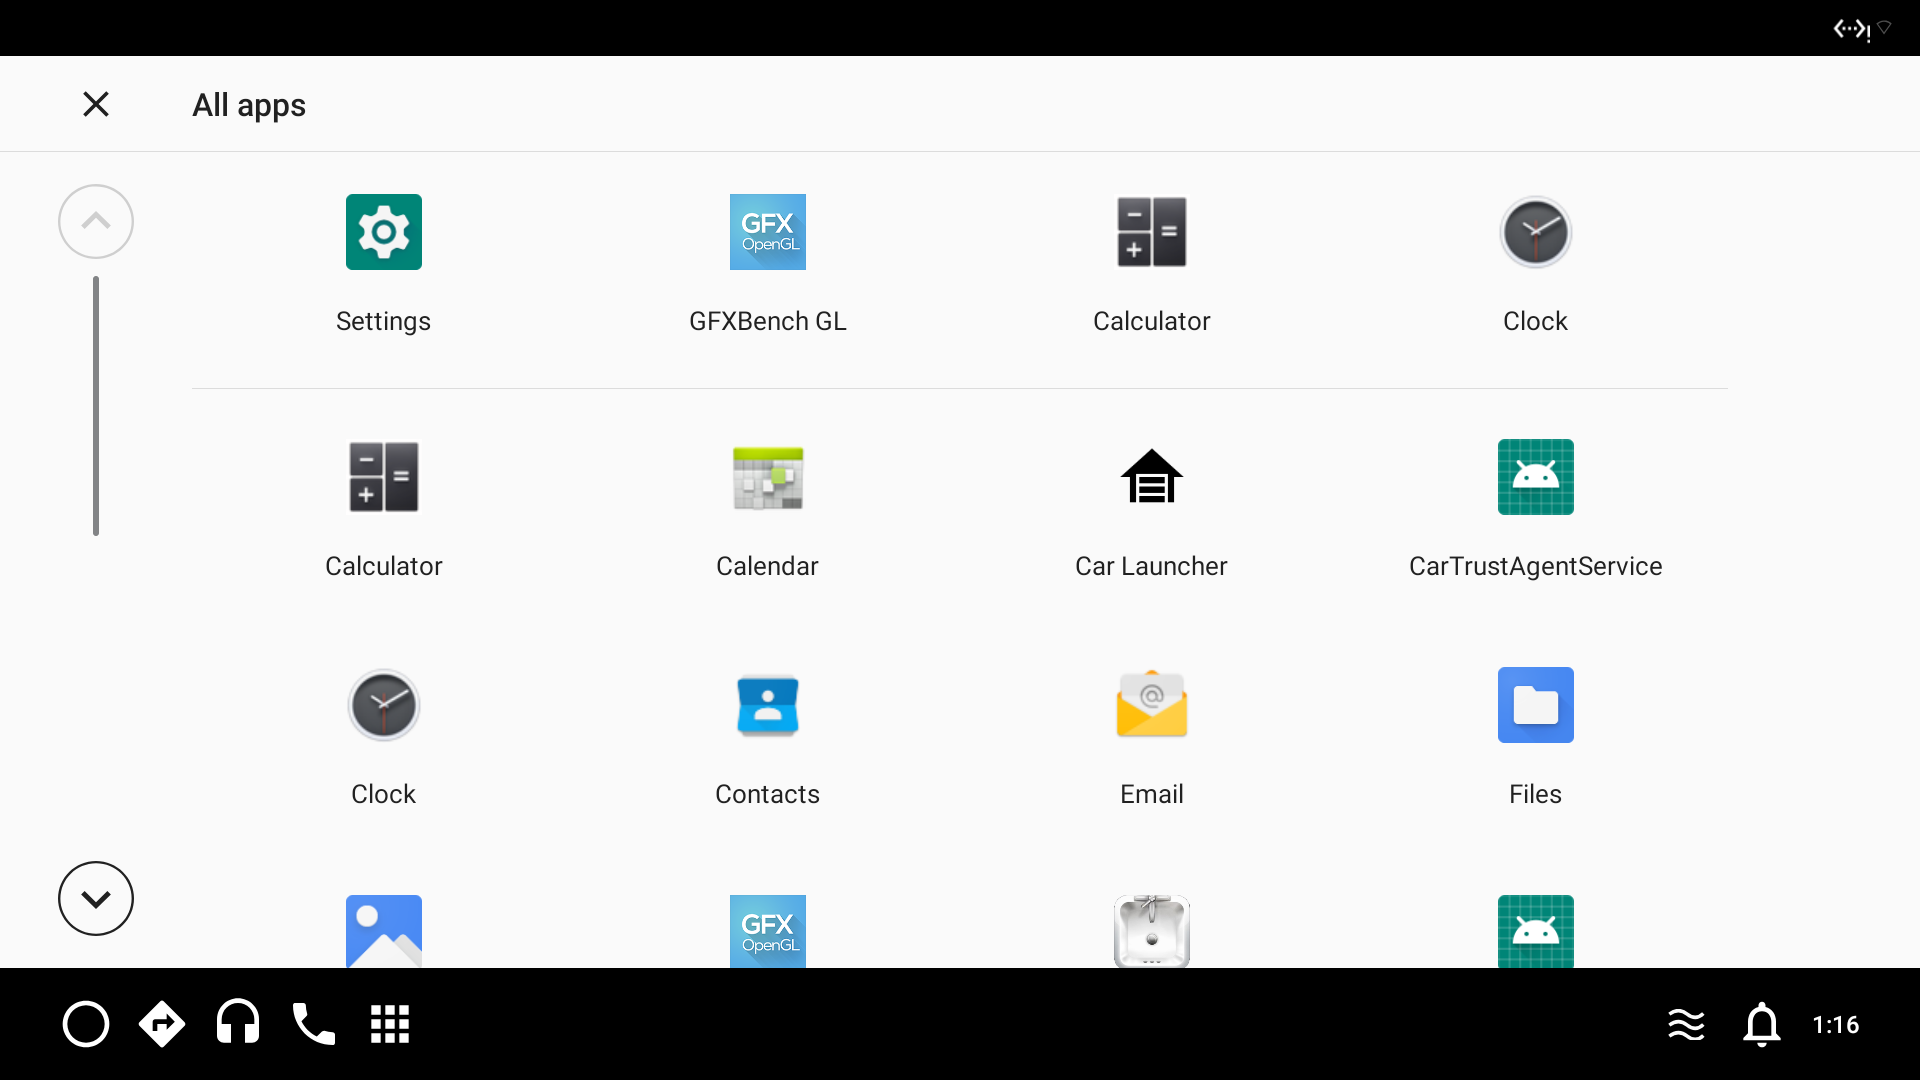 All apps
GFX
OpenGL
Settings
GFXBench GL
Calculator
Clock
Calculator
Calendar
Car Launcher
CarTrustAgentService
@
Clock
Contacts
Email
Files
GFX
OpenGL
1:16